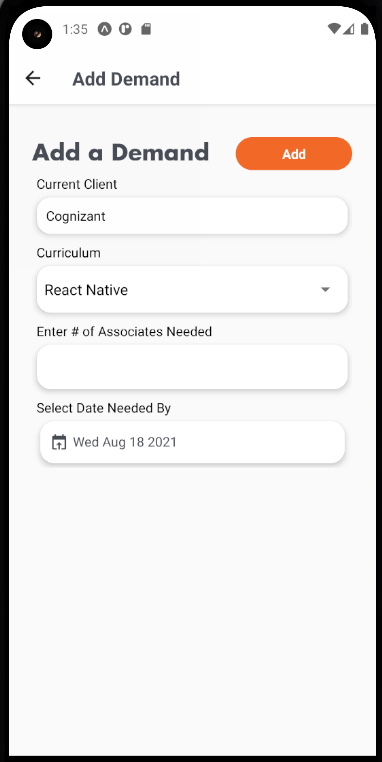 1:35
Add Demand
Add a Demand
Add
Current Client
Cognizant
Curriculum
React Native
Enter # of Associates Needed
Select Date Needed By
Wed Aug 18 2021